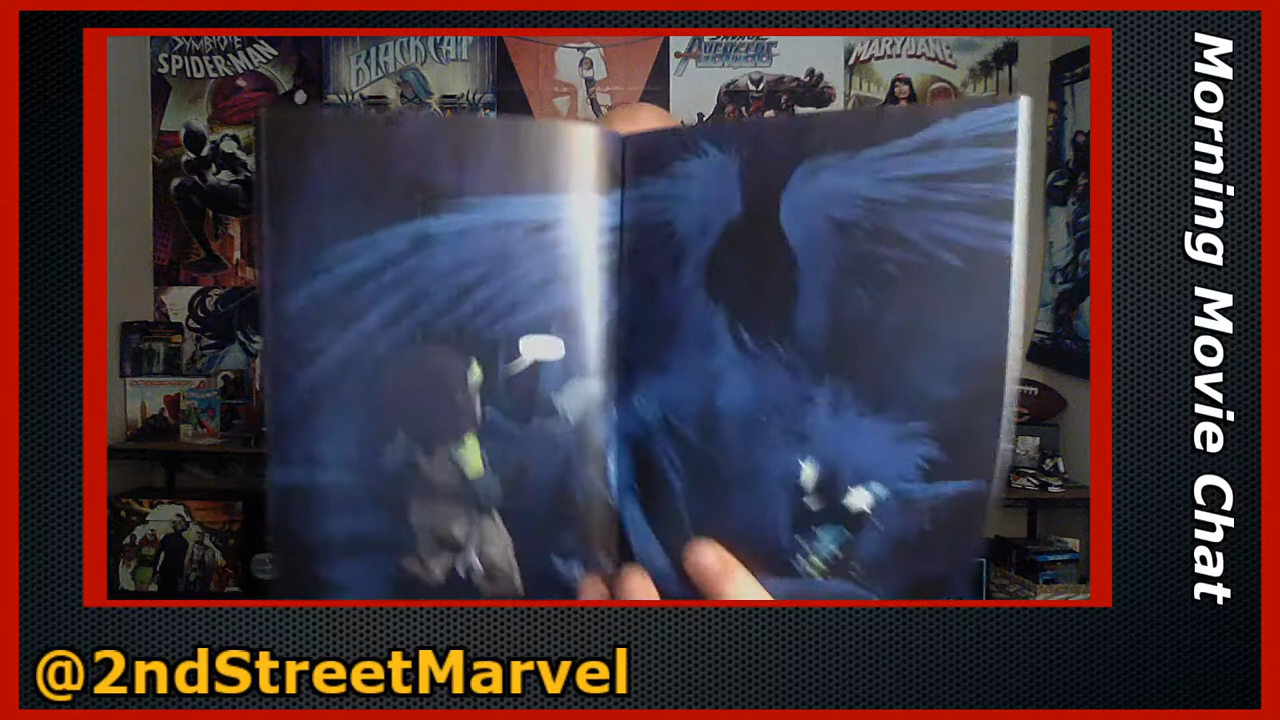 SYMBIOTE
SPIDER-MAN
BLACK CAT
AVENGERS
MARY JANE
Morning Movie Chat
@2ndStreetMarvel